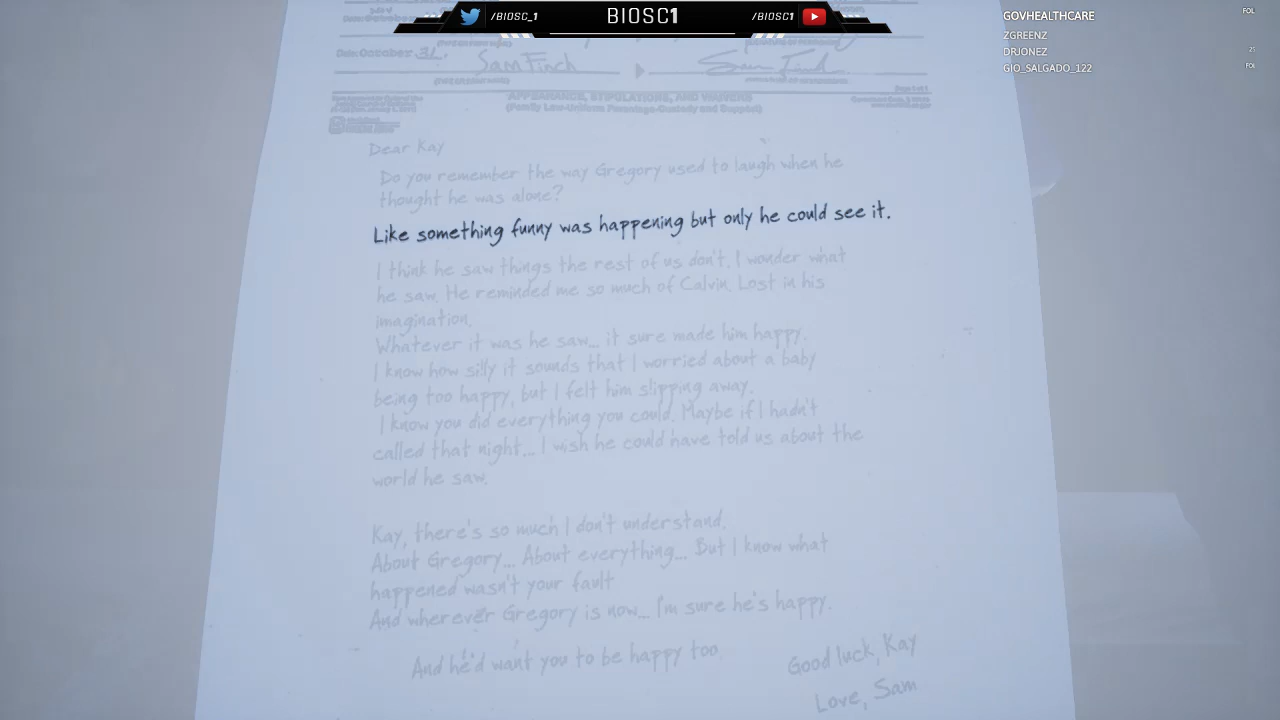 /BIOSC_1
BIOSC1
/BIOSC1
GOVHEALTHCARE
FOL
ZGREENZ
DRJONEZ
GIO_SALGADO_122
FOL
Date: October 31,
Sam Finch
Sam Finch
APPEARANCE, STIPULATIONS, AND WAIVERS
(Family Law-Uniform Parentage-Custody and Support)
Dear Kay
Do you remember the way Gregory used to laugh when he
thought he was alone?
Like something funny was happening but only he could see it.
I think he saw things the rest of us don't. I wonder what
he saw. He reminded me so much of Calvin. Lost in his
imagination.
Whatever it was he saw... it sure made him happy.
I know how silly it sounds that I worried about a baby
being too happy, but I felt him slipping away.
I know you did everything you could. Maybe if I hadn't
called that night... I wish he could have told us about the
world he saw.
Kay, there's so much I don't understand.
About Gregory... About everything... But I know what
happened wasn't your fault
And wherever Gregory is now... I'm sure he's happy.
And he'd want you to be happy too.
Good luck, Kay
Love, Sam